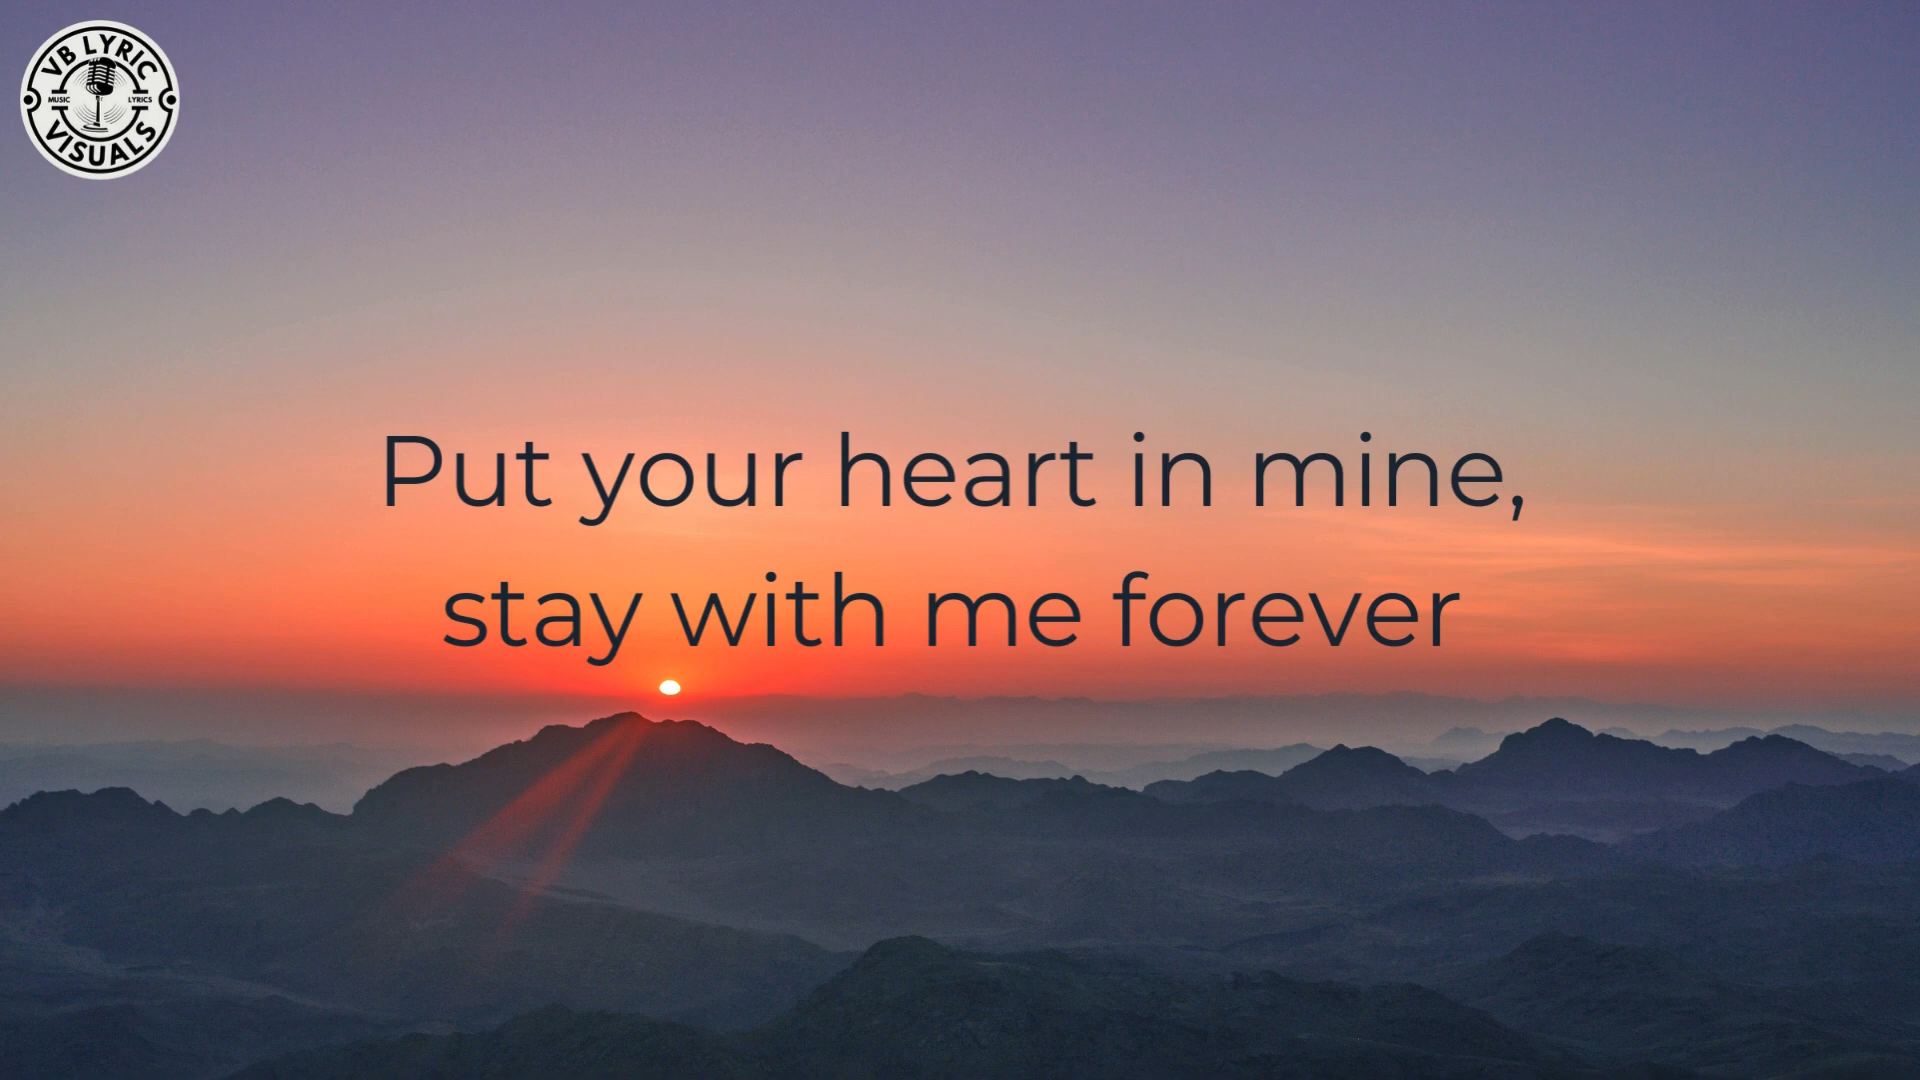 VB LYRIC
MUSIC LYRICS
VISUALS
Put your heart in mine,
stay with me forever